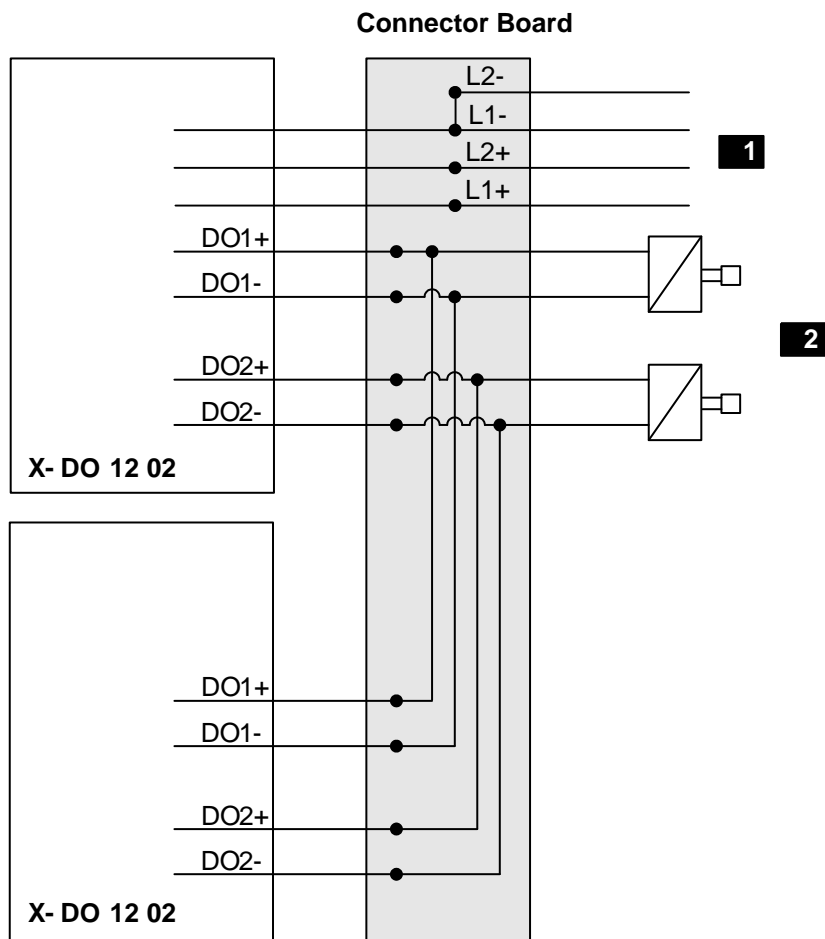 Connector Board
L2-
L1-
L2+
1
L1+
DO1+
DO1-
2
DO2+
DO2-
X- DO 12 02
DO1+
DO1-
DO2+
DO2-
X- DO 12 02